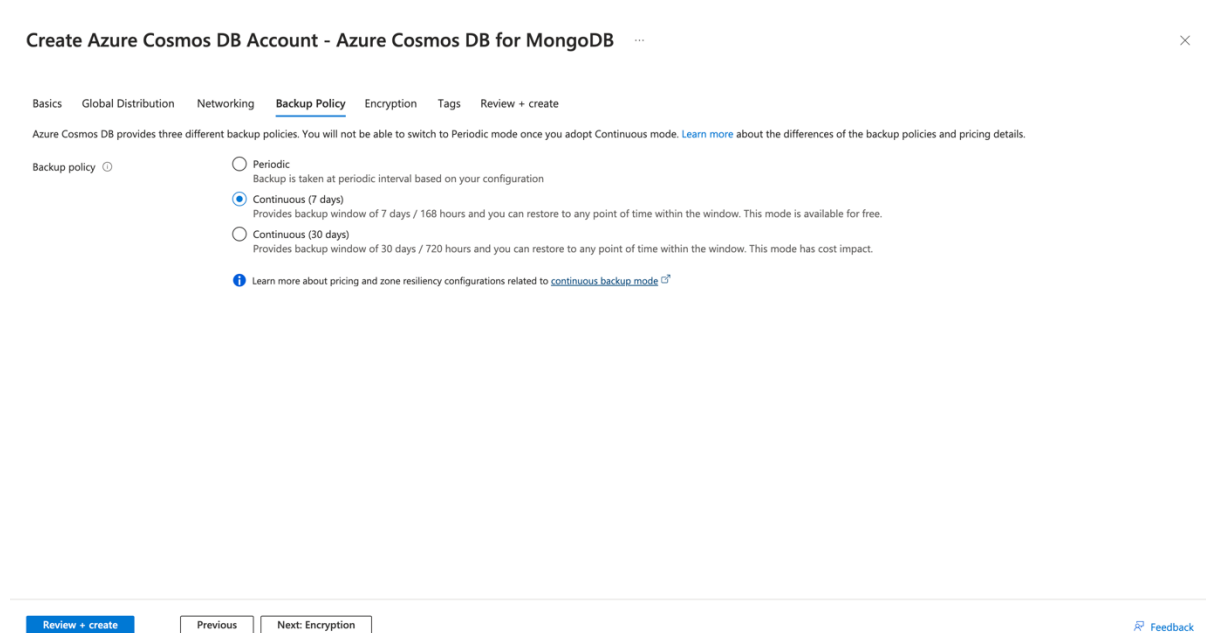 Create Azure Cosmos DB Account - Azure Cosmos DB for MongoDB ...
Basics Global Distribution Networking Backup Policy Encryption Tags Review + create
Azure Cosmos DB provides three different backup policies. You will not be able to switch to Periodic mode once you adopt Continuous mode. Learn more about the differences of the backup policies and pricing details.
Backup policy
Periodic
Backup is taken at periodic interval based on your configuration
Continuous (7 days)
Provides backup window of 7 days / 168 hours and you can restore to any point of time within the window. This mode is available for free.
Continuous (30 days)
Provides backup window of 30 days / 720 hours and you can restore to any point of time within the window. This mode has cost impact.
Learn more about pricing and zone resiliency configurations related to continuous backup mode
Review + create Previous Next: Encryption Feedback